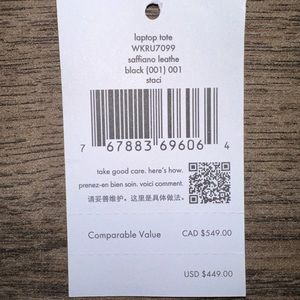 laptop tote
WKRU7099
saffiano leathe
black (001) 001
staci
7 67883 69606 4
take good care. here's how.
prenez-en bien soin. voici comment.
请妥善维护。这里是具体做法。
Comparable Value CAD $549.00
USD $449.00